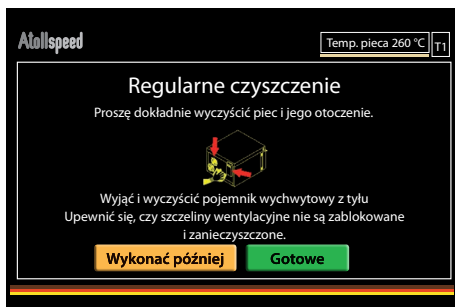 Atollspeed
Temp. pieca 260 °C
T1
Regularne czyszczenie
Proszę dokładnie wyczyścić piec i jego otoczenie.
Wyjąć i wyczyścić pojemnik wychwytowy z tyłu
Upewnić się, czy szczeliny wentylacyjne nie są zablokowane
i zanieczyszczone.
Wykonać później
Gotowe